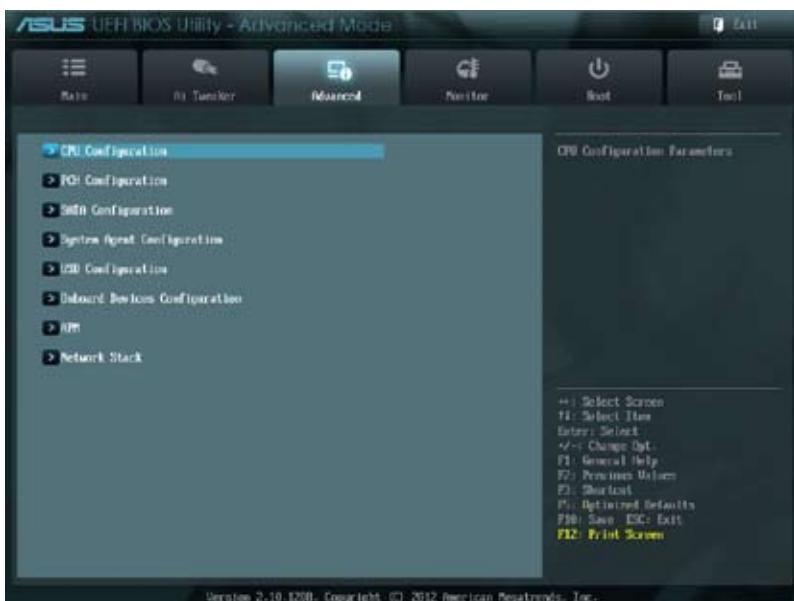 ASUS UEFI BIOS Utility - Advanced Mode
Exit
Main
Ai Tweaker
Advanced
Monitor
Boot
Tool
CPU Configuration
PCH Configuration
SATA Configuration
System Agent Configuration
USB Configuration
Onboard Devices Configuration
APM
Network Stack
CPU Configuration Parameters
→←: Select Screen
↑↓: Select Item
Enter: Select
+/-: Change Opt.
F1: General Help
F2: Previous Values
F3: Shortcut
Optimized Defaults
F10: Save ESC: Exit
F12: Print Screen
Version 2.10.1208. Copyright (C) 2012 American Megatrends, Inc.